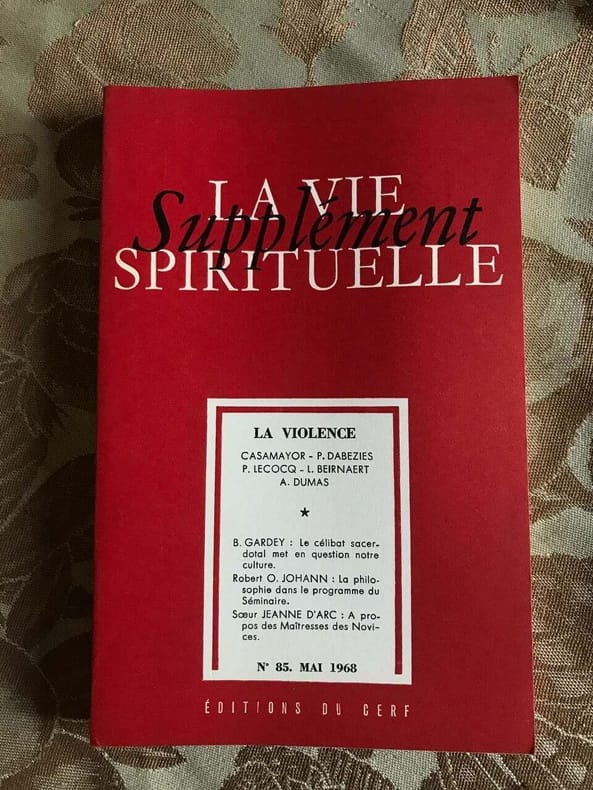 LA VIE
Supplément
SPIRITUELLE
LA VIOLENCE
CASAMAYOR - P. DABEZIES
P. LECOCQ - L. BEIRNAERT
A. DUMAS
★
B. GARDEY : Le célibat sacer-
dotal met en question notre
culture.
Robert O. JOHANN : La philo-
sophie dans le programme du
Séminaire.
Sœur JEANNE D'ARC : A pro-
pos des Maîtresses des Novi-
ces.
N° 85. MAI 1968
ÉDITIONS DU CERF